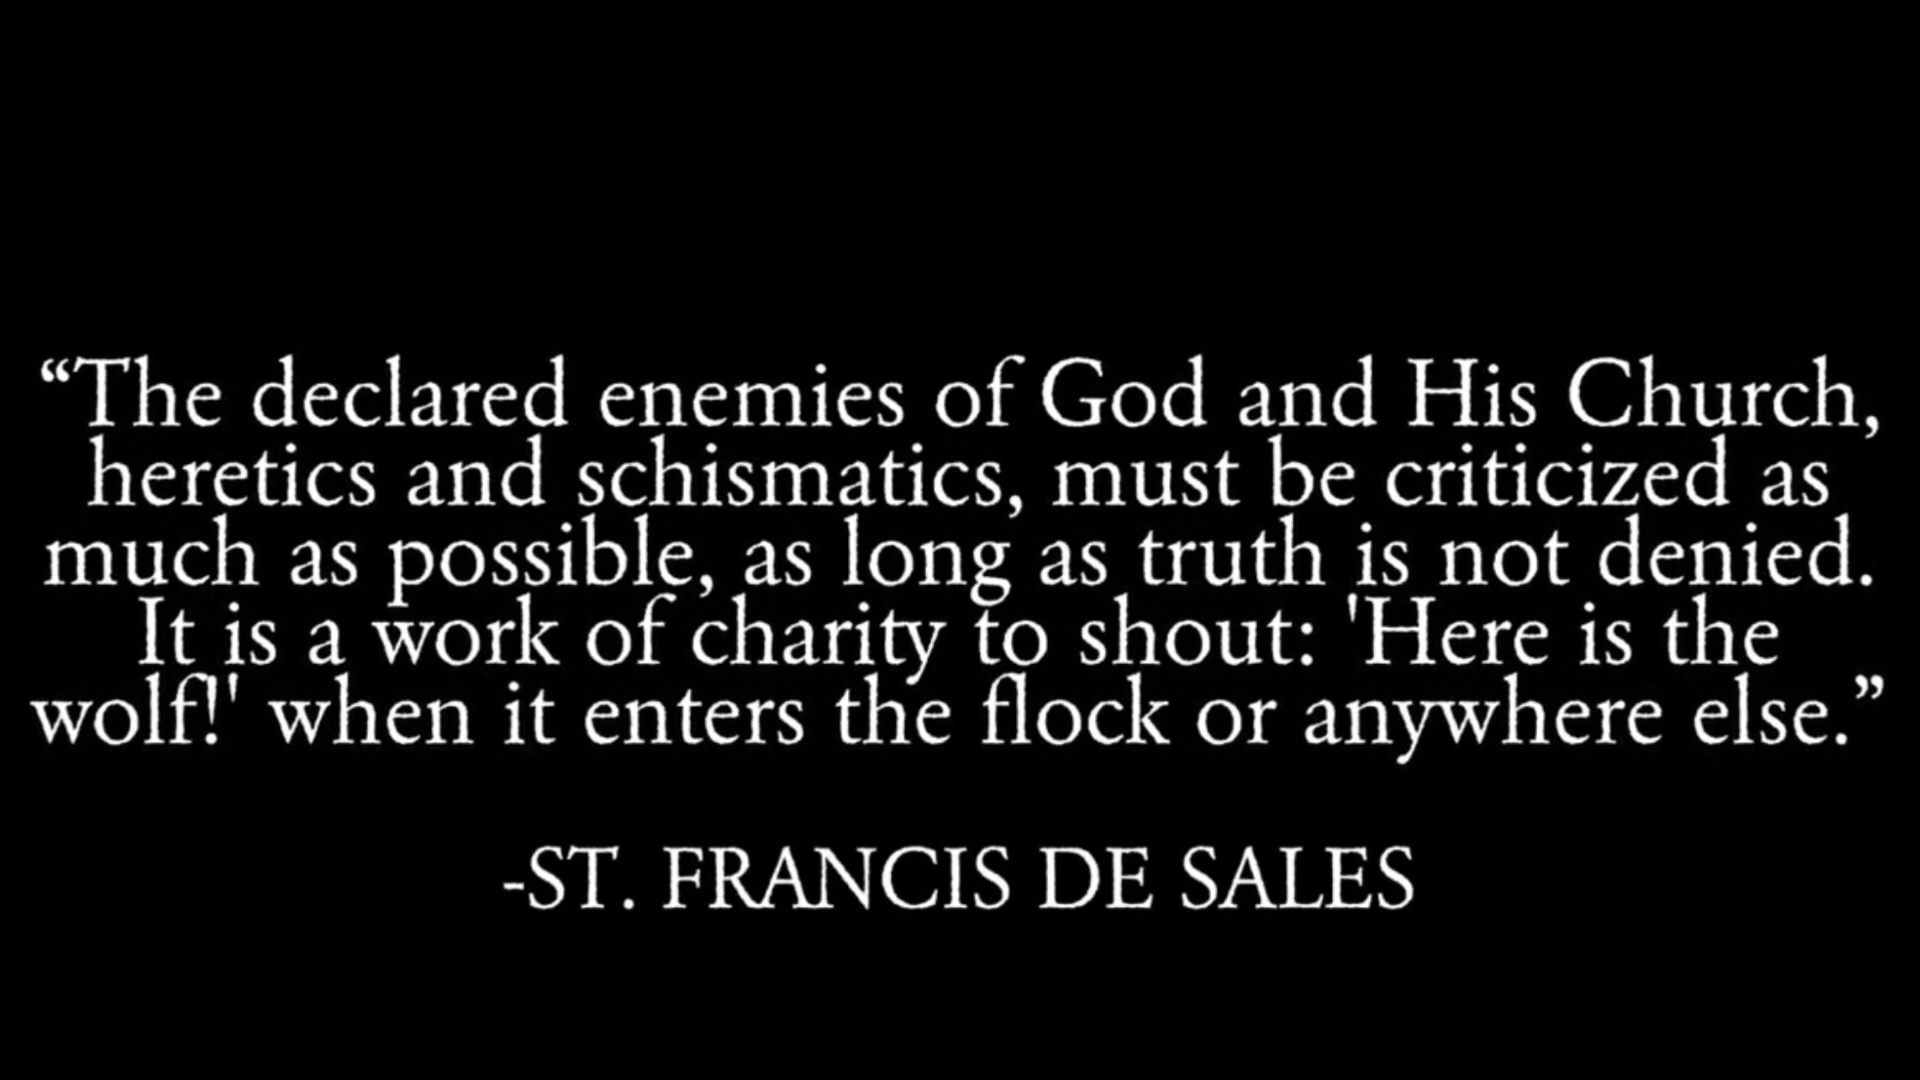 “The declared enemies of God and His Church,
heretics and schismatics, must be criticized as
much as possible, as long as truth is not denied.
It is a work of charity to shout: 'Here is the
wolf!' when it enters the flock or anywhere else.”
-ST. FRANCIS DE SALES